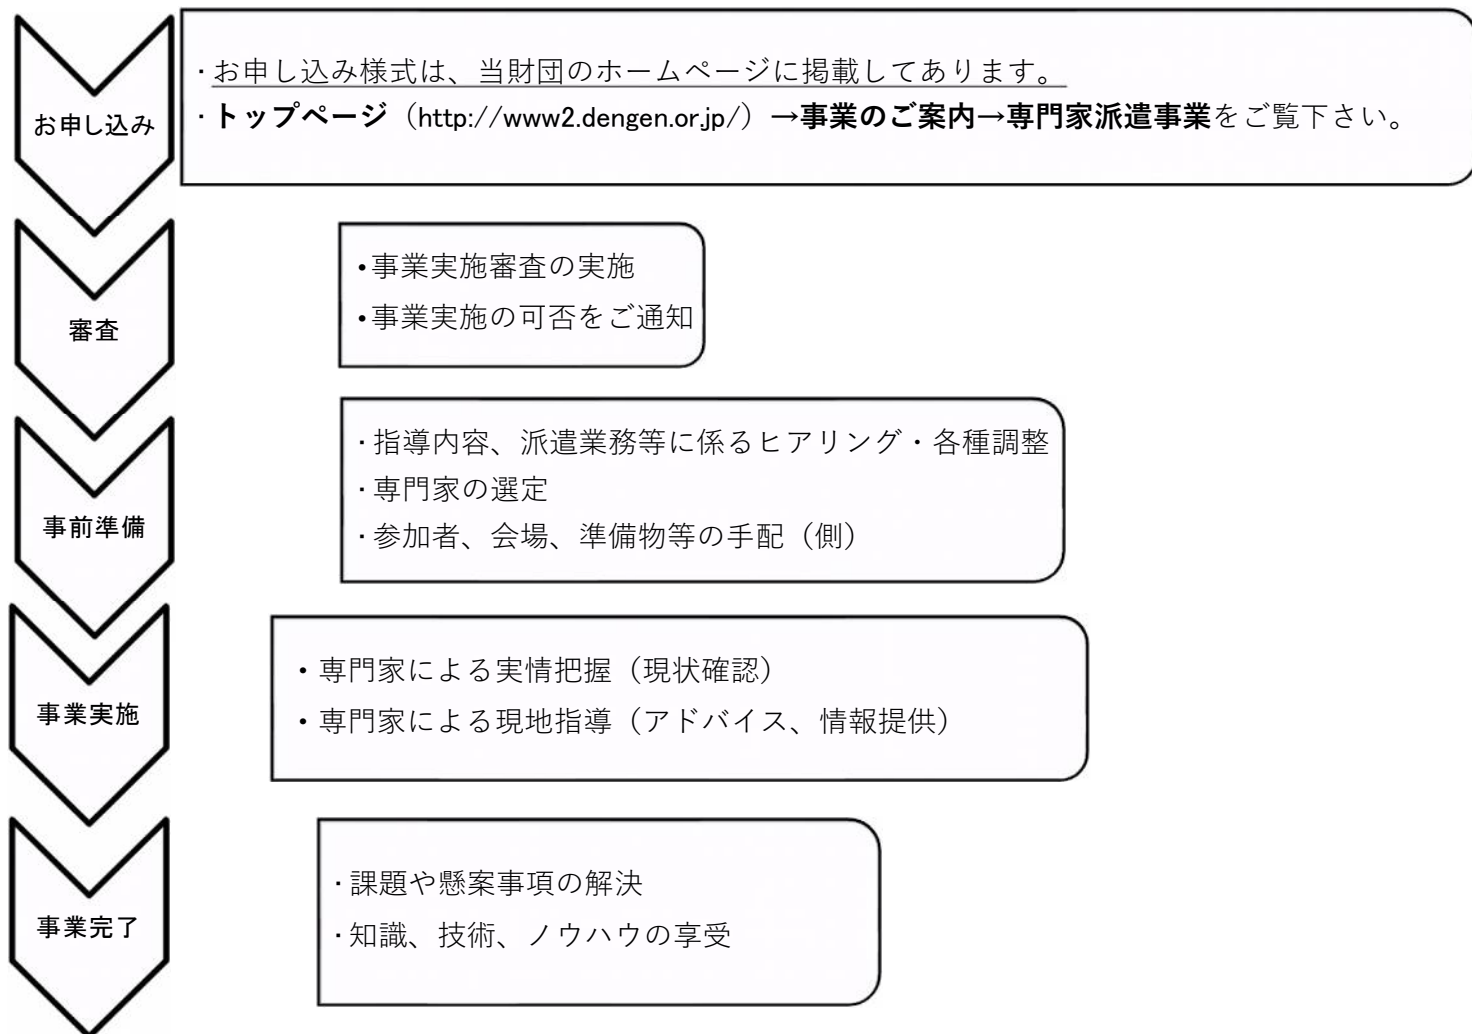 お申し込み
・お申し込み様式は、当財団のホームページに掲載してあります。
・トップページ（http://www2.dengen.or.jp/）→事業のご案内→専門家派遣事業をご覧下さい。
審査
•事業実施審査の実施
•事業実施の可否をご通知
事前準備
・指導内容、派遣業務等に係るヒアリング・各種調整
・専門家の選定
・参加者、会場、準備物等の手配（側）
事業実施
• 専門家による実情把握（現状確認）
• 専門家による現地指導（アドバイス、情報提供）
事業完了
・課題や懸案事項の解決
・知識、技術、ノウハウの享受